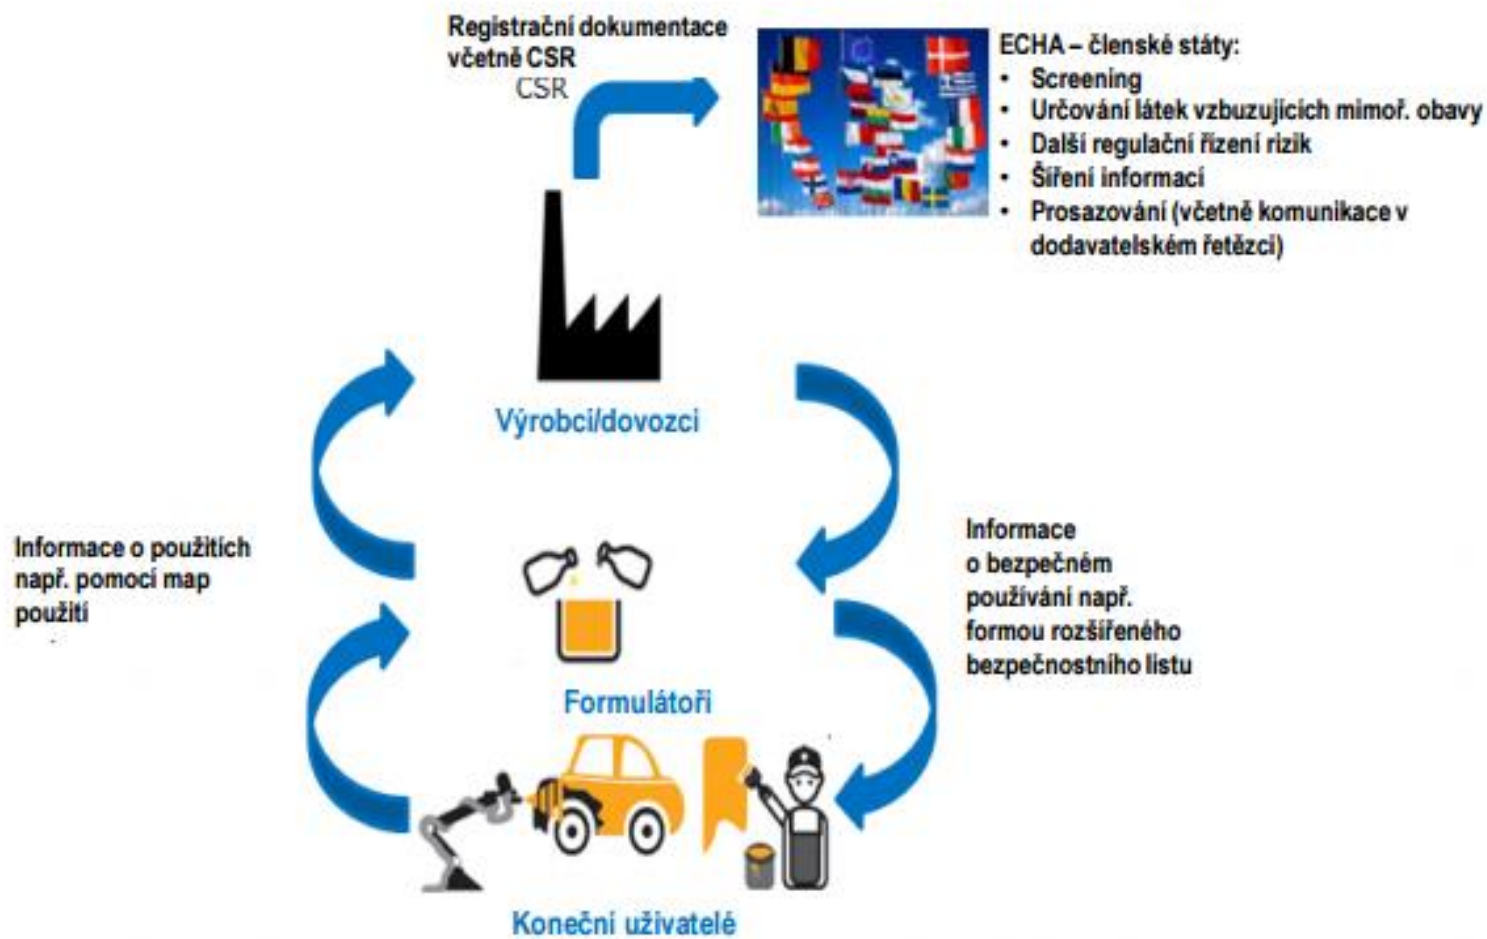 Registrační dokumentace
včetně CSR
CSR
ECHA – členské státy:
• Screening
• Určování látek vzbuzujících mimoř. obavy
• Další regulační řízení rizik
• Šíření informací
• Prosazování (včetně komunikace v
dodavatelském řetězci)
Výrobci/dovozci
Informace o použitích
např. pomocí map
použití
Informace
o bezpečném
používání např.
formou rozšířeného
bezpečnostního listu
Formulátoři
Koneční uživatelé